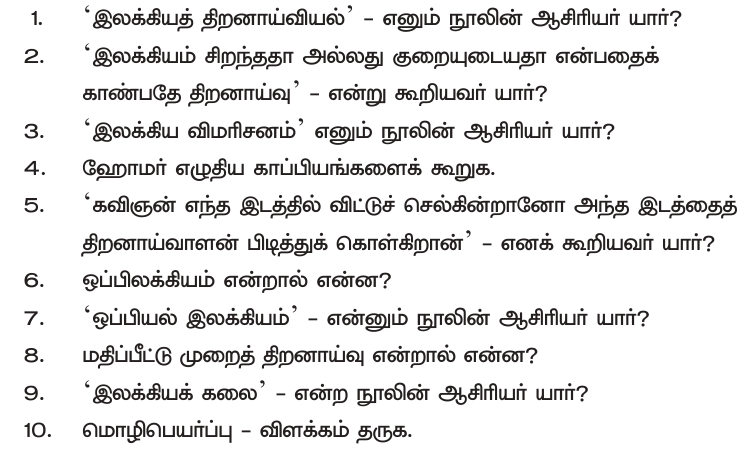 1. ‘இலக்கியத் திறனாய்வியல்’ – எனும் நூலின் ஆசிரியர் யார்?
2. ‘இலக்கியம் சிறந்ததா அல்லது குறையுடையதா என்பதைக்
காண்பதே திறனாய்வு’ – என்று கூறியவர் யார்?
3. ‘இலக்கிய விமரிசனம்’ எனும் நூலின் ஆசிரியர் யார்?
4. ஹோமர் எழுதிய காப்பியங்களைக் கூறுக.
5. ‘கவிஞன் எந்த இடத்தில் விட்டுச் செல்கின்றானோ அந்த இடத்தைத்
திறனாய்வாளன் பிடித்துக் கொள்கிறான்’ – எனக் கூறியவர் யார்?
6. ஒப்பிலக்கியம் என்றால் என்ன?
7. ‘ஒப்பியல் இலக்கியம்’ – என்னும் நூலின் ஆசிரியர் யார்?
8. மதிப்பீட்டு முறைத் திறனாய்வு என்றால் என்ன?
9. ‘இலக்கியக் கலை’ – என்ற நூலின் ஆசிரியர் யார்?
10. மொழிபெயர்ப்பு – விளக்கம் தருக.